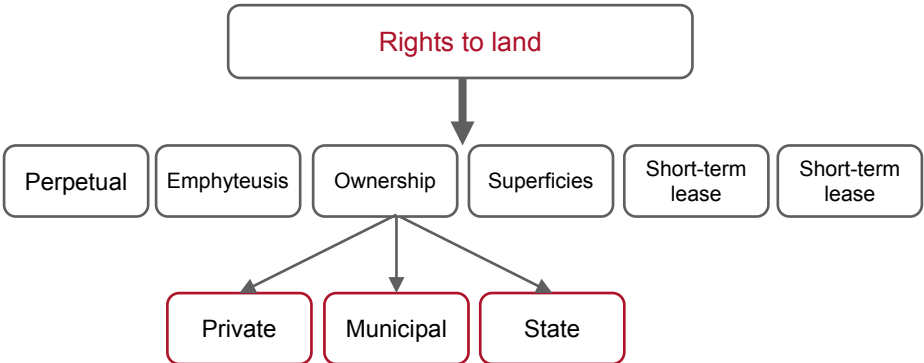 Rights to land
Perpetual
Emphyteusis
Ownership
Superficies
Short-term
lease
Short-term
lease
Private
Municipal
State